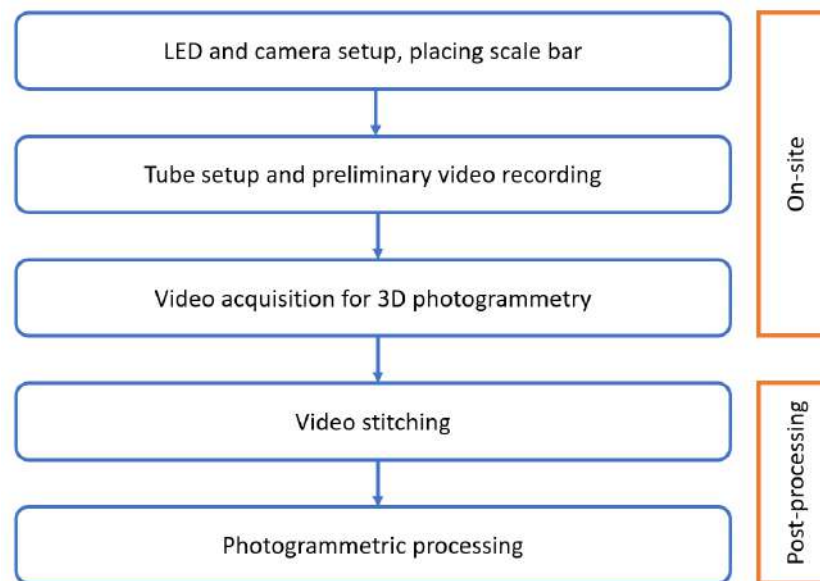 LED and camera setup, placing scale bar
Tube setup and preliminary video recording
Video acquisition for 3D photogrammetry
On-site
Video stitching
Photogrammetric processing
Post-processing